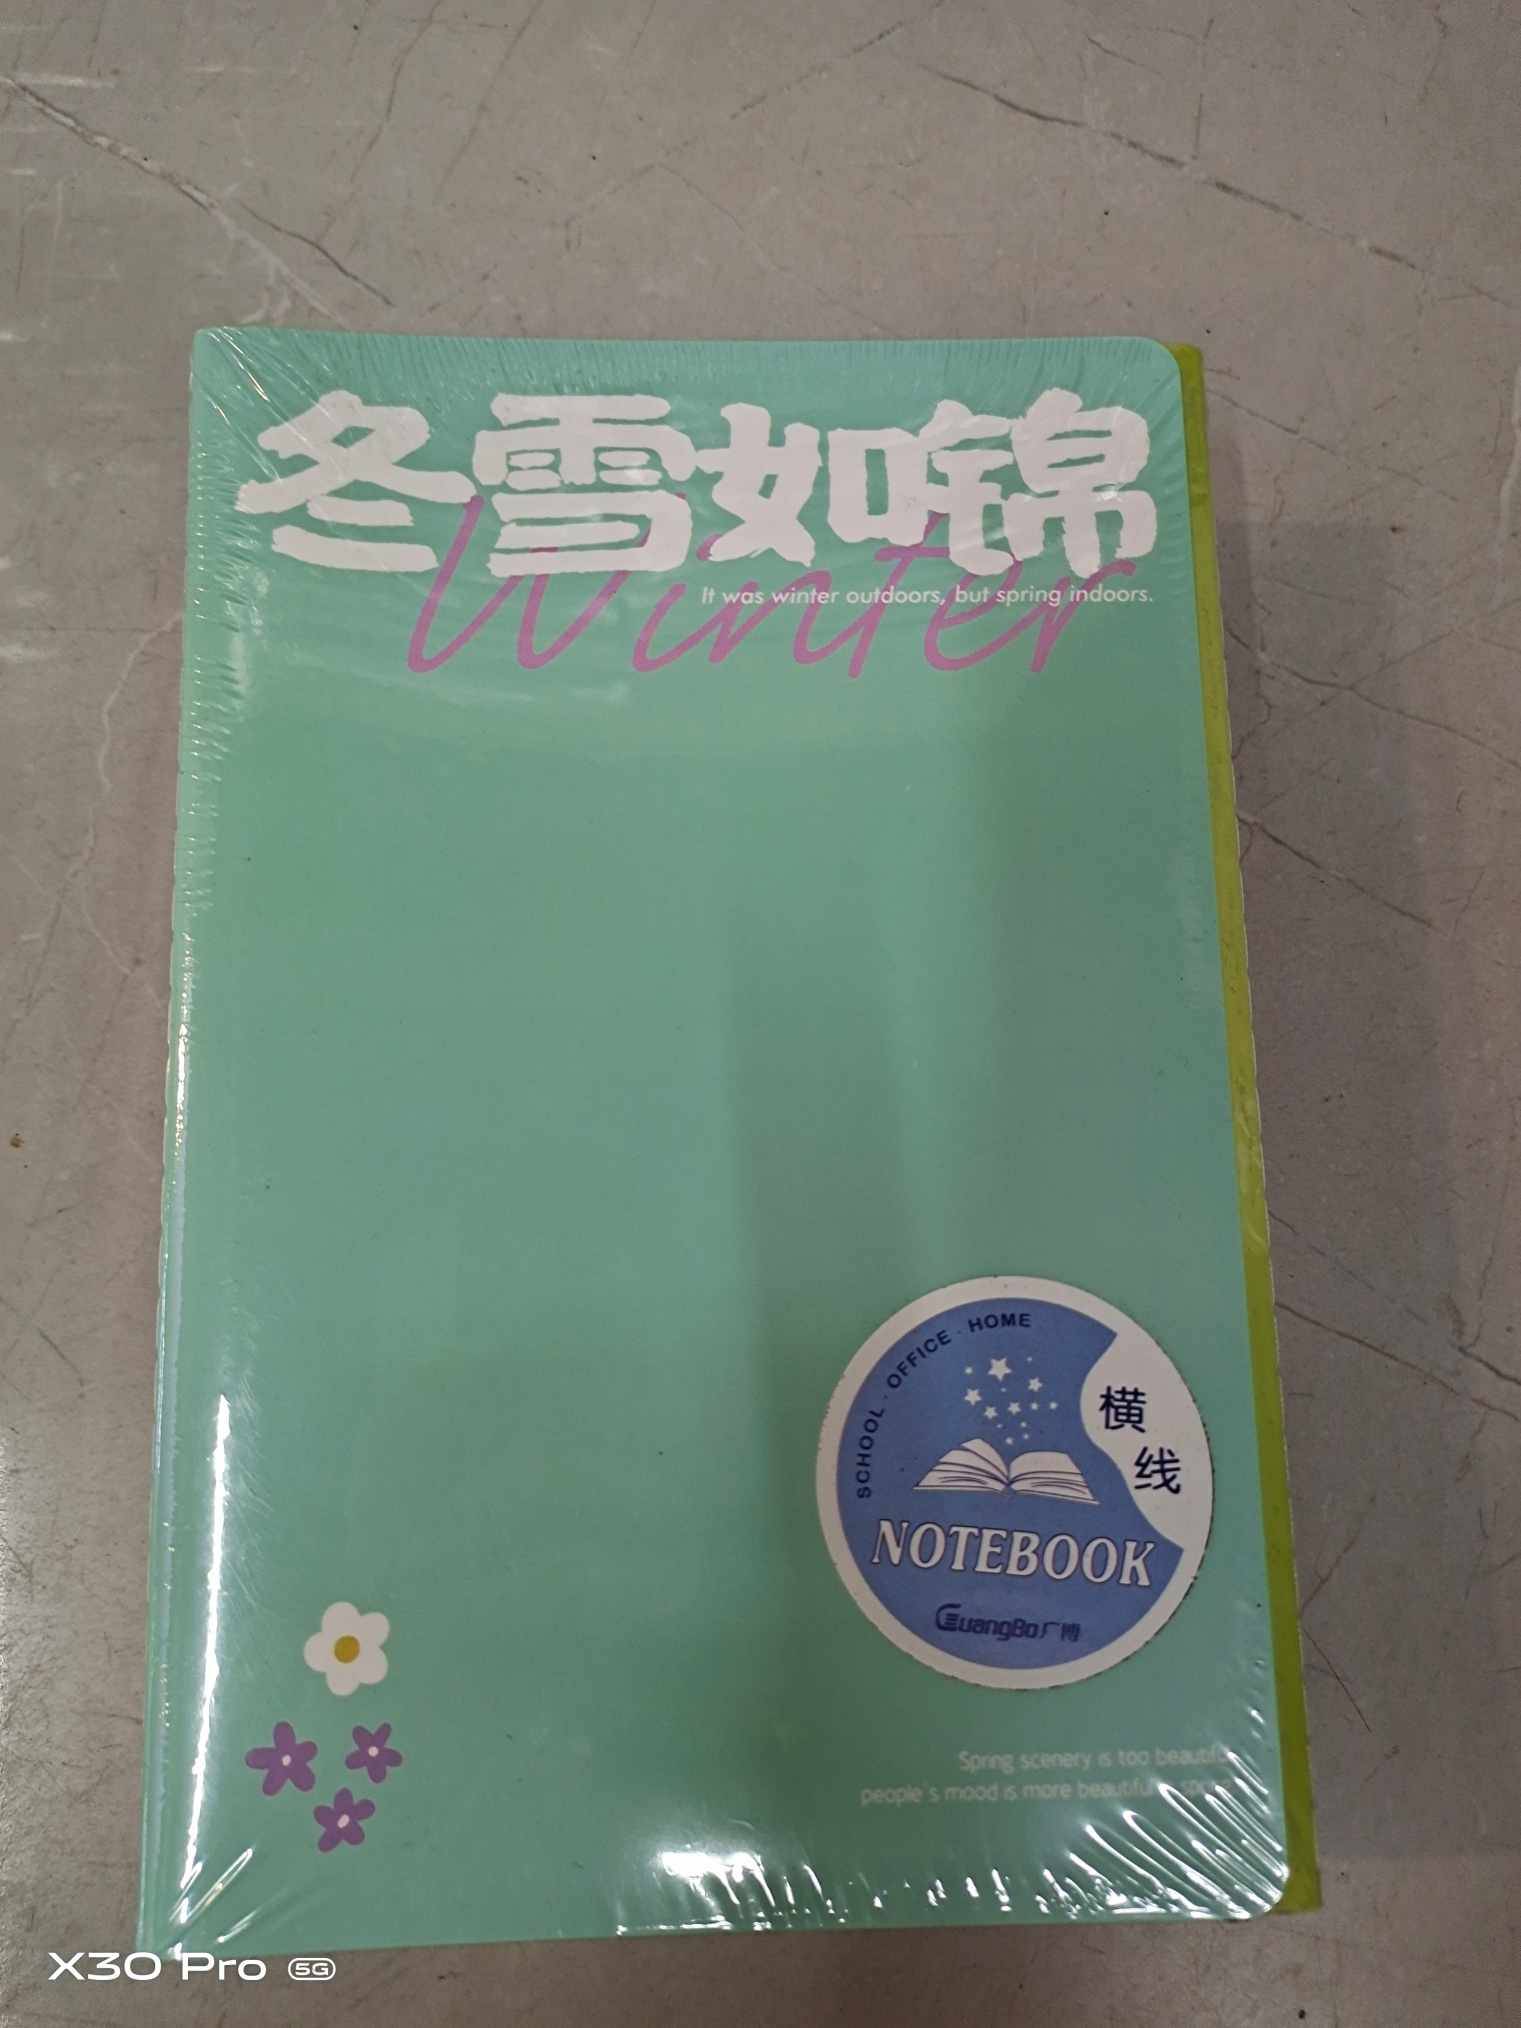 冬雪如锦
Winter
It was winter outdoors, but spring indoors.
SCHOOL · OFFICE · HOME
横
线
NOTEBOOK
GuangBo广博
Spring scenery is too
people's mood is more
X30 Pro 5G